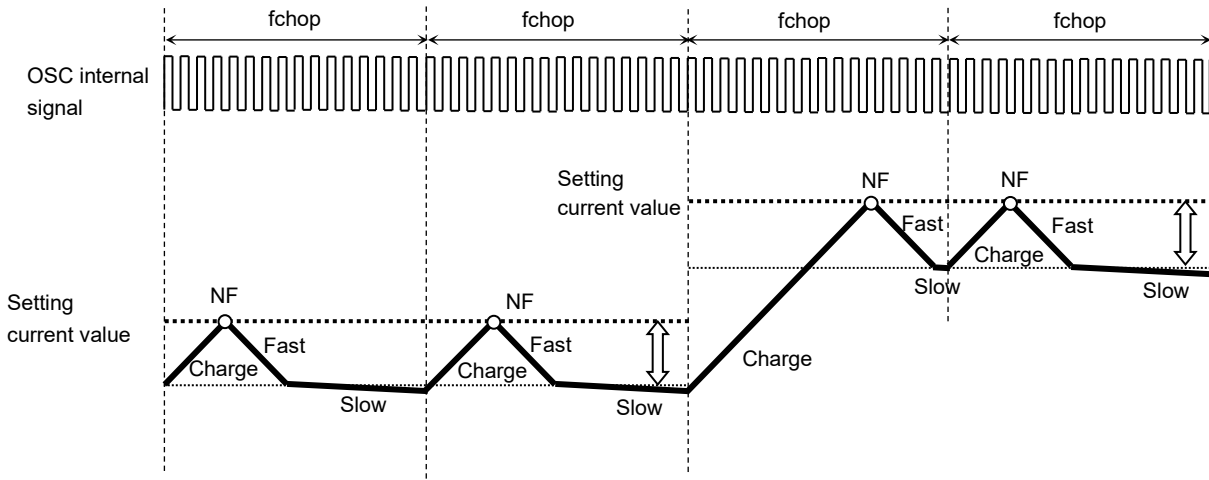 fchop
fchop
fchop
fchop
OSC internal
signal
Setting
current value
NF
NF
Fast
Fast
Charge
Slow
Slow
Setting
current value
NF
NF
Fast
Fast
Charge
Charge
Charge
Slow
Slow